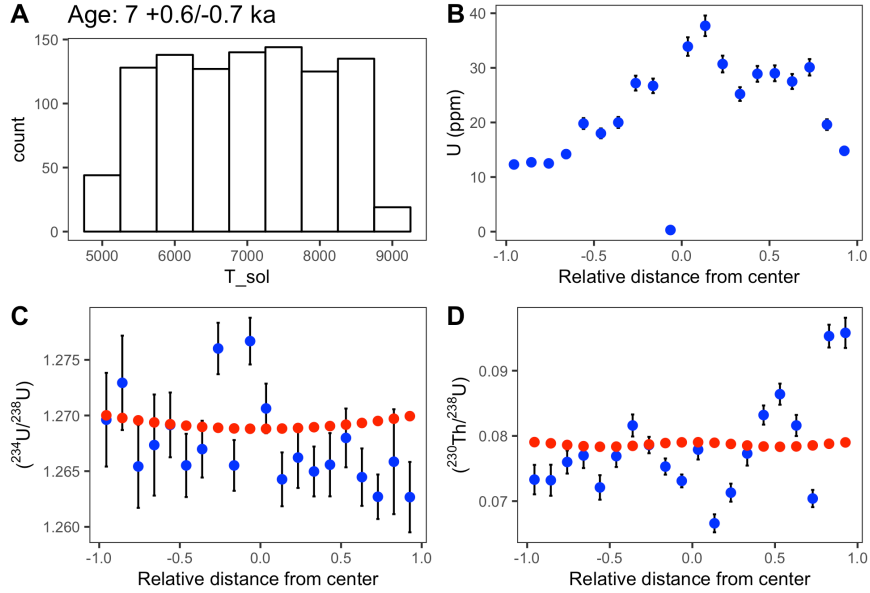 A Age: 7 +0.6/-0.7 ka
150
100
50
0
count
5000 6000 7000 8000 9000
T_sol
B
40
30
20
10
0
U (ppm)
-1.0 -0.5 0.0 0.5 1.0
Relative distance from center
C
1.275
1.270
1.265
1.260
(²³⁴U/²³⁸U)
-1.0 -0.5 0.0 0.5 1.0
Relative distance from center
D
0.09
0.08
0.07
(²³⁰Th/²³⁸U)
-1.0 -0.5 0.0 0.5 1.0
Relative distance from center